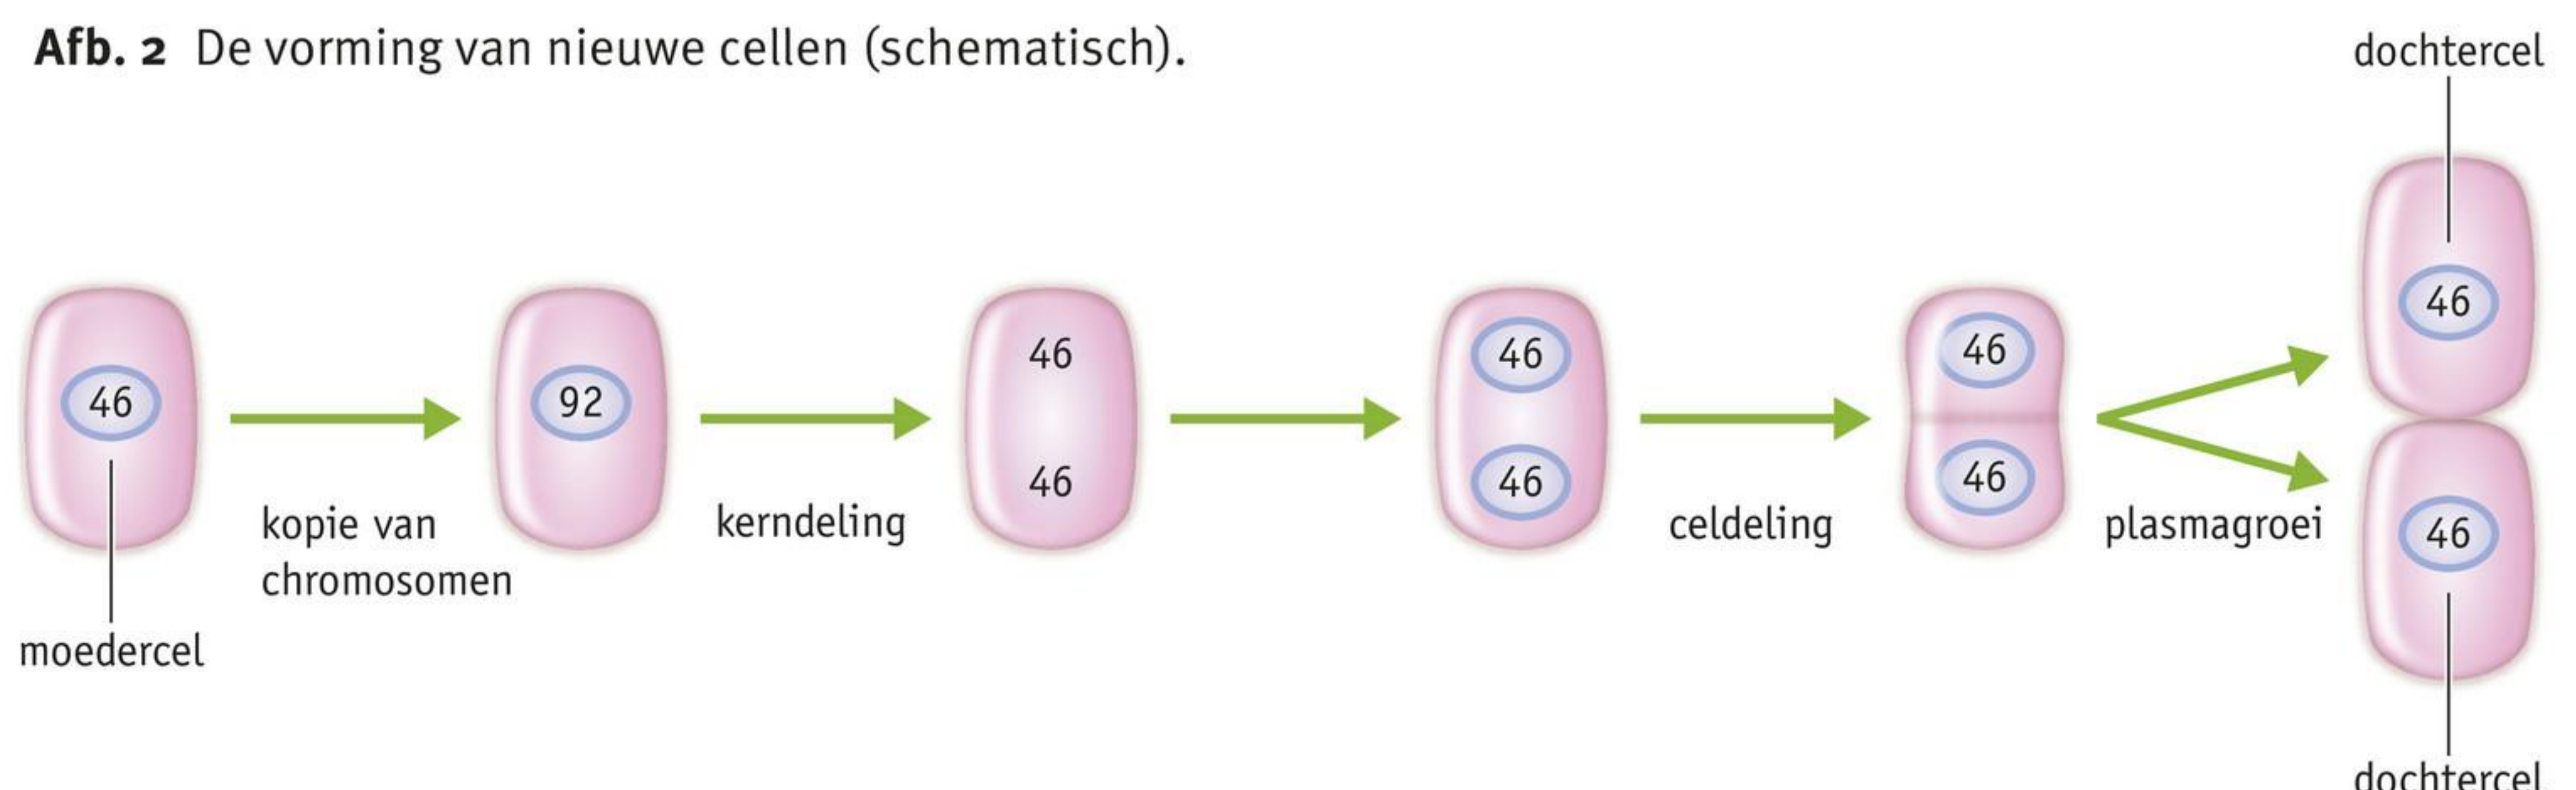 Afb. 2 De vorming van nieuwe cellen (schematisch).
dochtercel
46
92
46
46
46
46
46
46
46
46
kopie van
chromosomen
kerndeling
celdeling
plasmagroei
moedercel
dochtercel